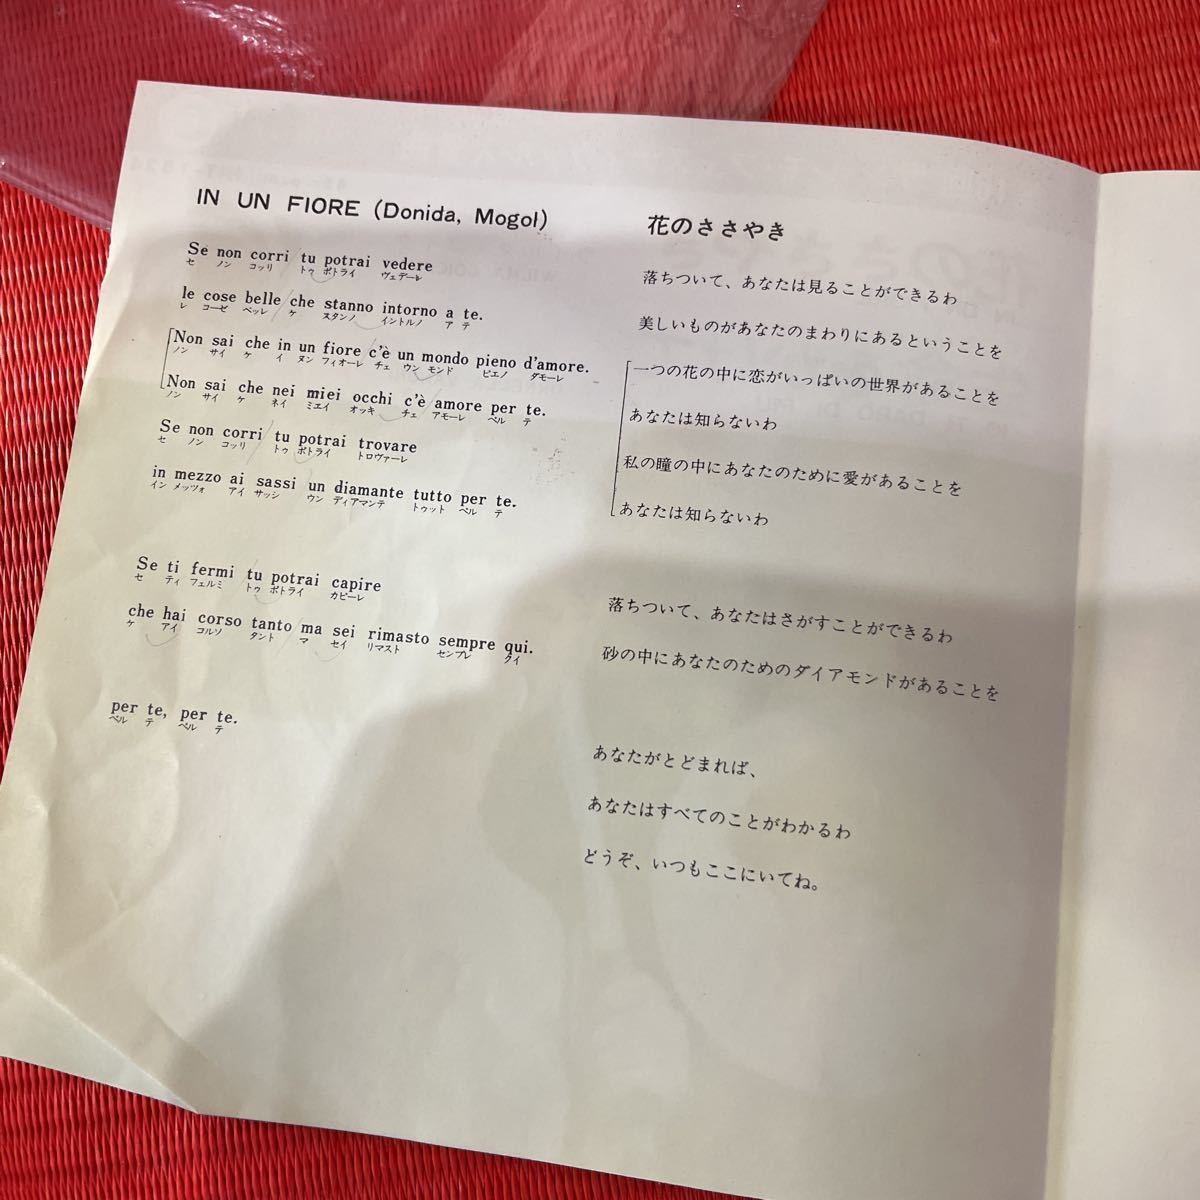 IN UN FIORE (Donida, Mogol)
Se non corri tu potrai vedere
セ ノン コッリ トゥ ポトライ ヴェデーレ
le cose belle che stanno intorno a te.
レ コーゼ ベッレ ケ スタンノ イントルノ ア テ
Non sai che in un fiore c'è un mondo pieno d'amore.
ノン サイ ケ イ ヌン フィオーレ チェ ウン モンド ピエノ ダモーレ
Non sai che nei miei occhi c'è amore per te.
ノン サイ ケ ネイ ミエイ オッキ チェ アモーレ ペル テ
Se non corri tu potrai trovare
セ ノン コッリ トゥ ポトライ トロヴァーレ
in mezzo ai sassi un diamante tutto per te.
イン メッツォ アイ サッシ ウン ディアマンテ トゥット ペル テ
Se ti fermi tu potrai capire
セ ティ フェルミ トゥ ポトライ カピーレ
che hai corso tanto ma sei rimasto sempre qui.
ケ アイ コルソ タント マ セイ リマスト センプレ クイ
per te, per te.
ペル テ ペル テ
花のささやき
落ちついて、あなたは見ることができるわ
美しいものがあなたのまわりにあるということを
一つの花の中に恋がいっぱいの世界があることを
あなたは知らないわ
私の瞳の中にあなたのために愛があることを
あなたは知らないわ
落ちついて、あなたはさがすことができるわ
砂の中にあなたのためのダイアモンドがあることを
あなたがとどまれば、
あなたはすべてのことがわかるわ
どうぞ、いつもここにいてね。